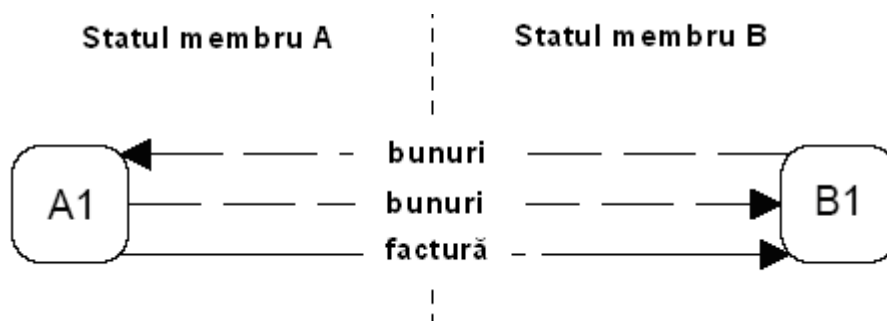 Statul membru A
Statul membru B
bunuri
A1
bunuri
B1
factură